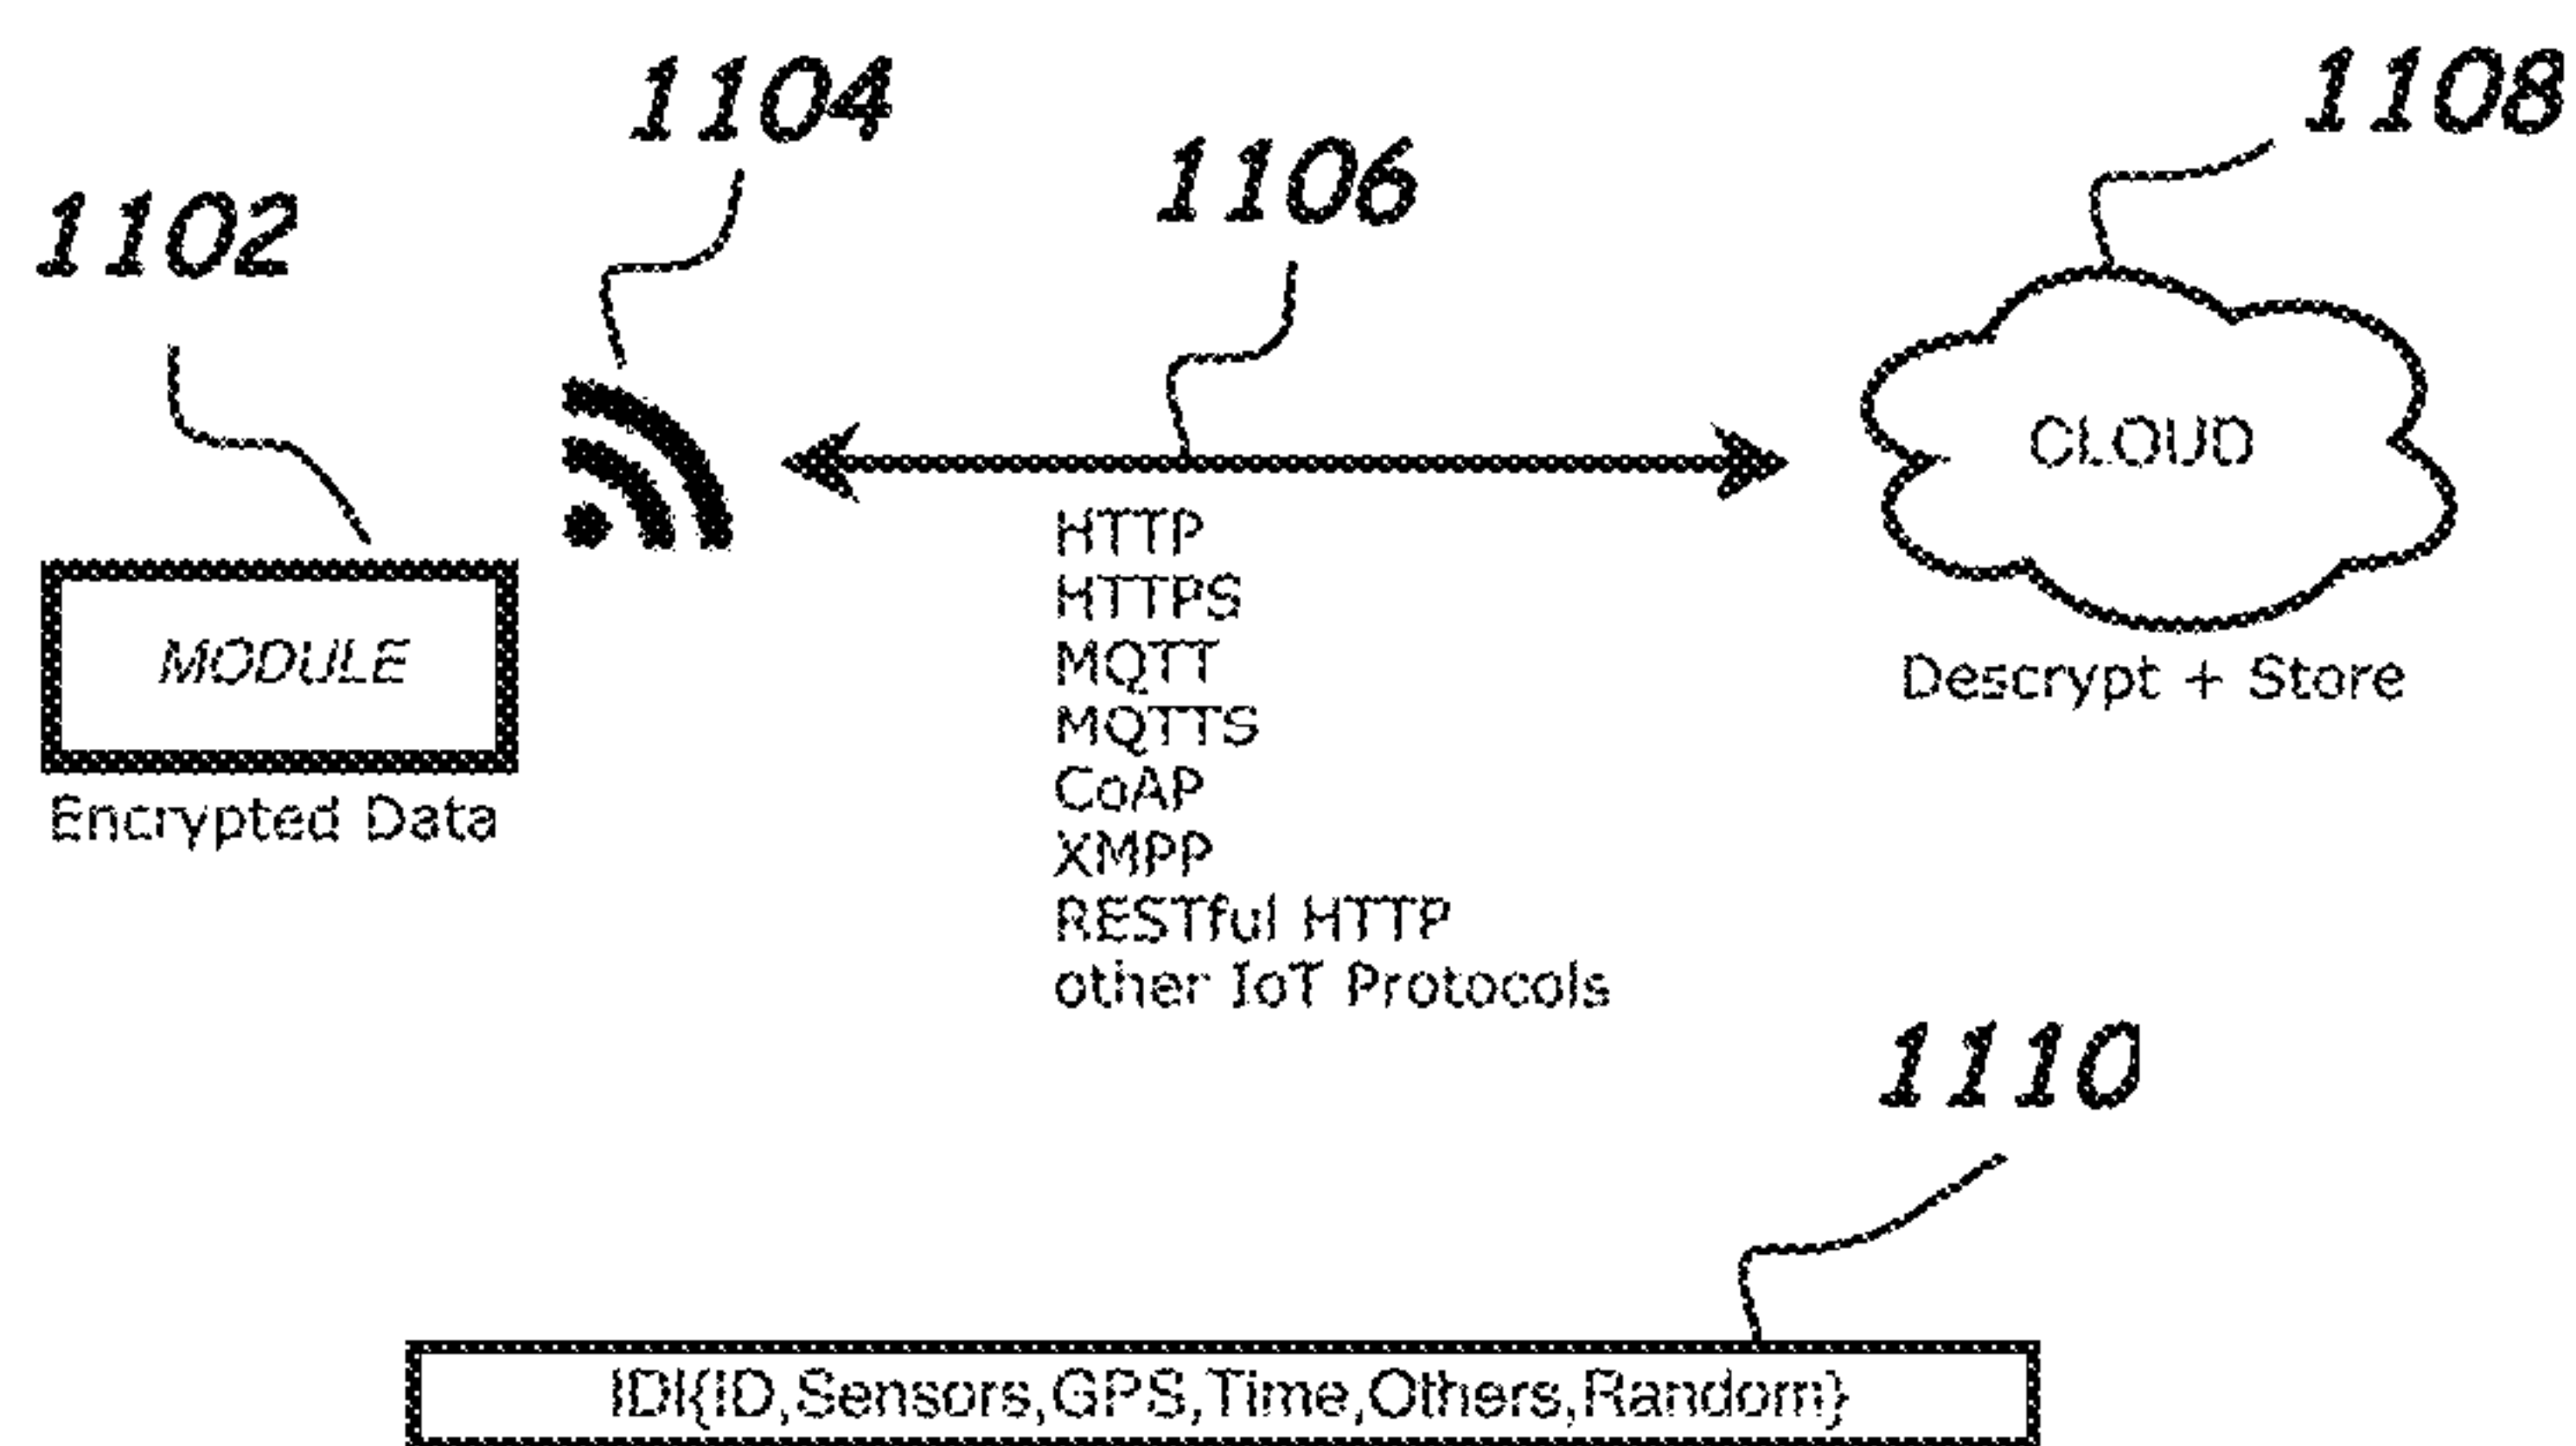 1104
1108
1106
1102
CLOUD
HTTP
HTTPS
MODULE
MQTT
Descrypt + Store
MQTTS
CoAP
Encrypted Data
XMPP
RESTful HTTP
other IoT Protocols
1110
IDI{ID,Sensors,GPS,Time,Others,Random}